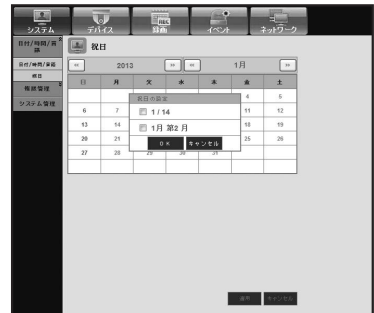 システム デバイス 録画 イベント ネットワーク
REC
日付/時間/言語
祝日
日付/時間/言語
祝日
権限管理
システム管理
<< 2013 >> << 1月 >>
日 月 火 水 木 金 土
祝日の設定
4 5
1 / 14
6 7 11 12
1月 第2 月
13 14 18 19
OK キャンセル
20 21 25 26
27 28 29 30 31
適用 キャンセル